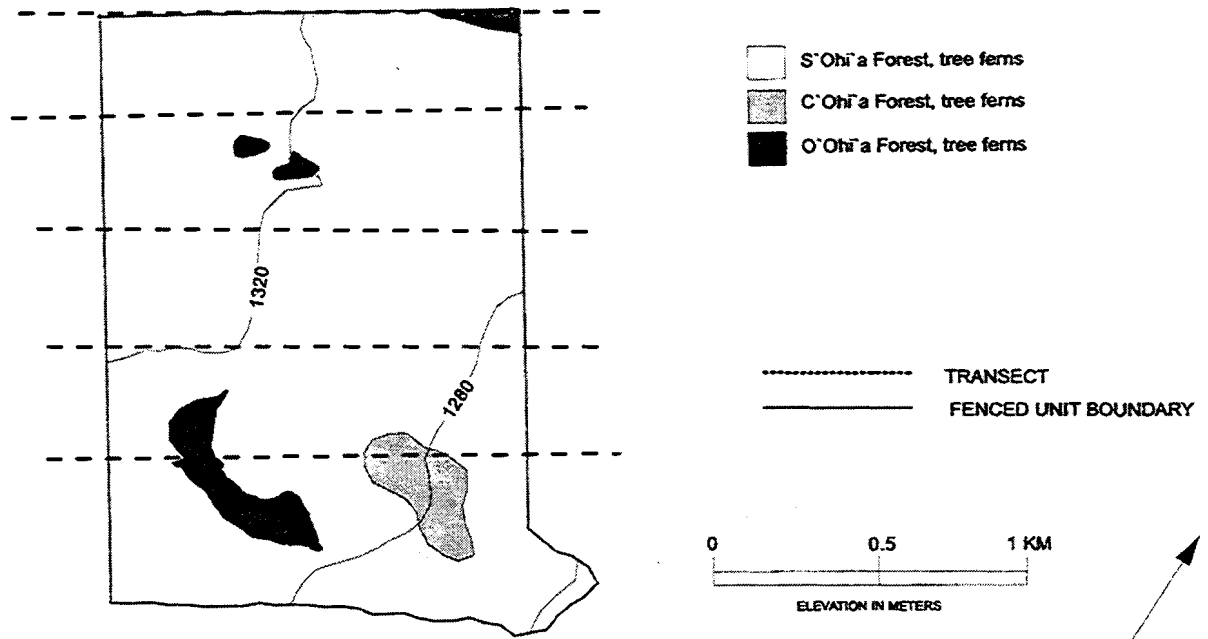 S`Ohi`a Forest, tree ferns
C`Ohi`a Forest, tree ferns
O`Ohi`a Forest, tree ferns
1320
1280
TRANSECT
FENCED UNIT BOUNDARY
0 0.5 1 KM
ELEVATION IN METERS